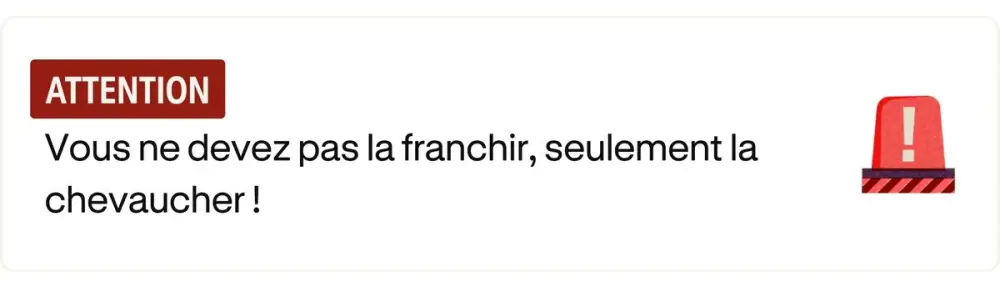 ATTENTION
Vous ne devez pas la franchir, seulement la
chevaucher !